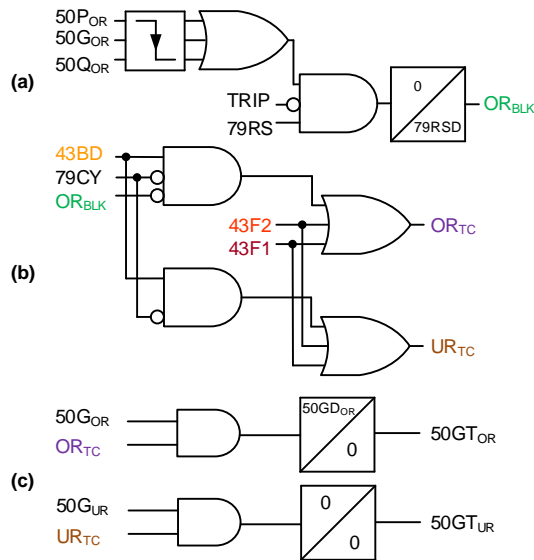 50P_OR
50G_OR
50Q_OR
(a)
TRIP
79RS
0
79RSD
OR_BLK
43BD
79CY
OR_BLK
43F2
43F1
OR_TC
(b)
UR_TC
50G_OR
OR_TC
50GD_OR
0
50GT_OR
(c)
50G_UR
UR_TC
0
0
50GT_UR